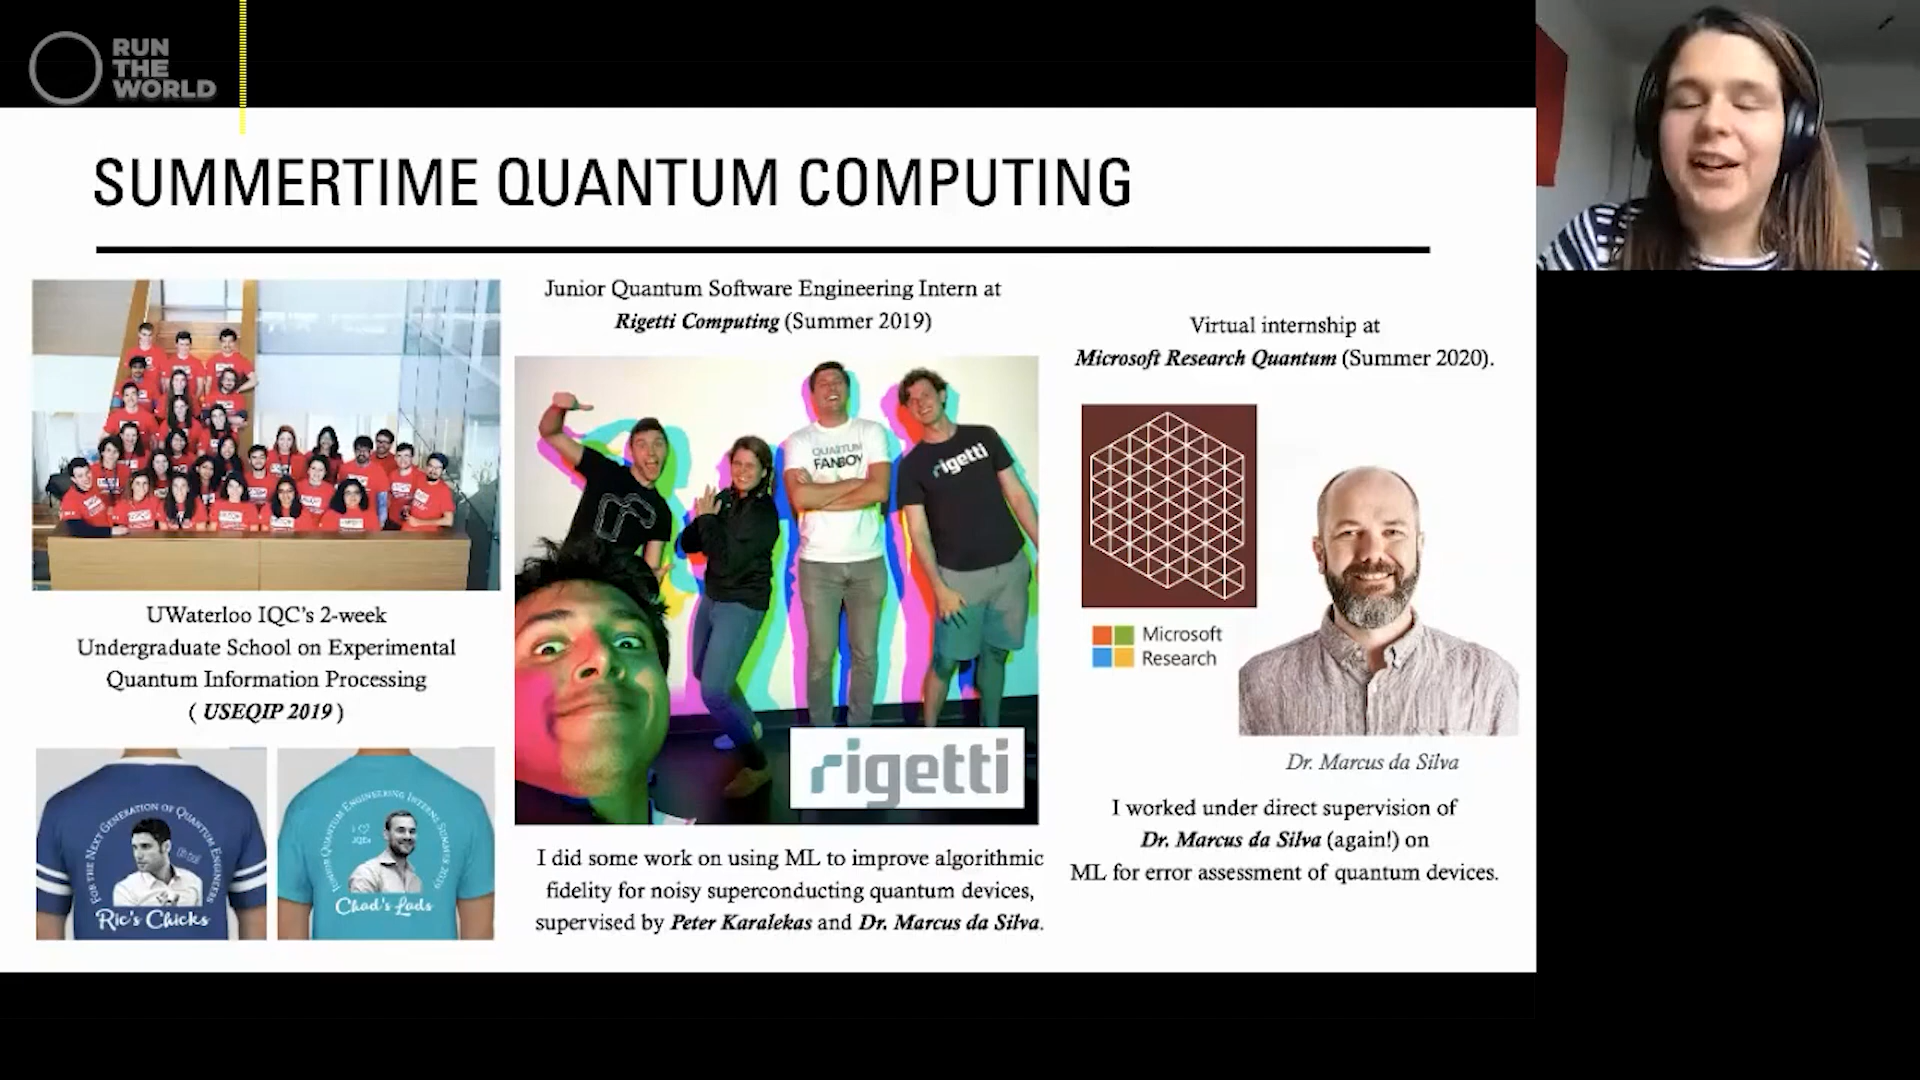 RUN
THE
WORLD
SUMMERTIME QUANTUM COMPUTING
UWaterloo IQC's 2-week
Undergraduate School on Experimental
Quantum Information Processing
( USEQIP 2019 )
FOR THE NEXT GENERATION OF QUANTUM ENGINEERS
Ric's Chicks
JUNIOR QUANTUM ENGINEERING INTERNS SUMMER 2019
I ♡
JQEs
Chad's Lads
Junior Quantum Software Engineering Intern at
Rigetti Computing (Summer 2019)
QUANTUM
FANBOY
rigetti
rigetti
I did some work on using ML to improve algorithmic
fidelity for noisy superconducting quantum devices,
supervised by Peter Karalekas and Dr. Marcus da Silva.
Virtual internship at
Microsoft Research Quantum (Summer 2020).
Microsoft
Research
Dr. Marcus da Silva
I worked under direct supervision of
Dr. Marcus da Silva (again!) on
ML for error assessment of quantum devices.